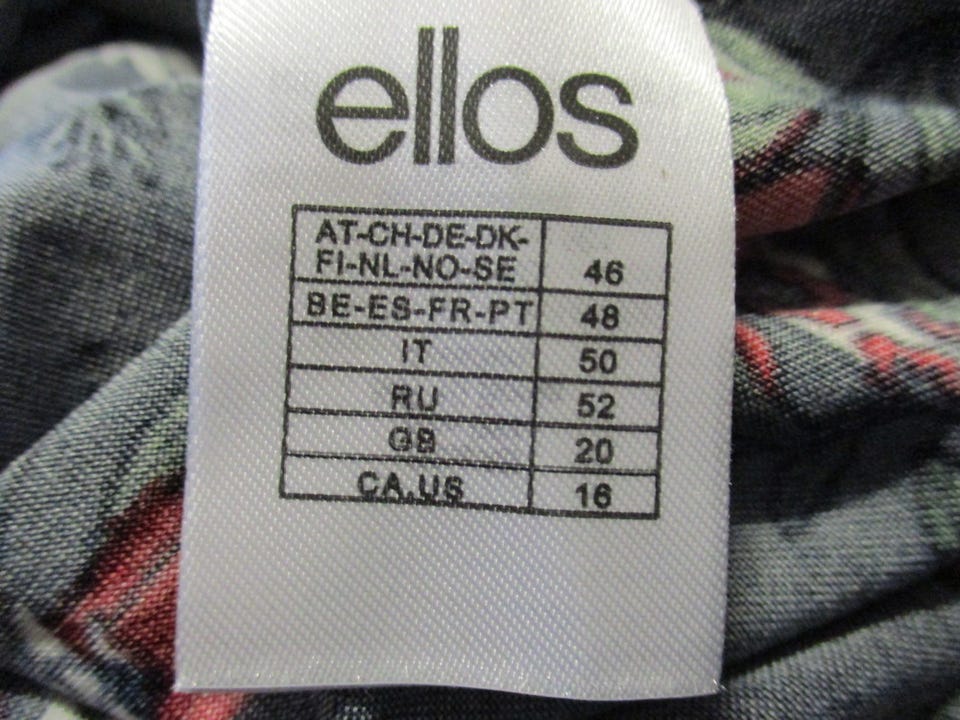 ellos
AT-CH-DE-DK-
FI-NL-NO-SE 46
BE-ES-FR-PT 48
IT 50
RU 52
GB 20
CA.US 16